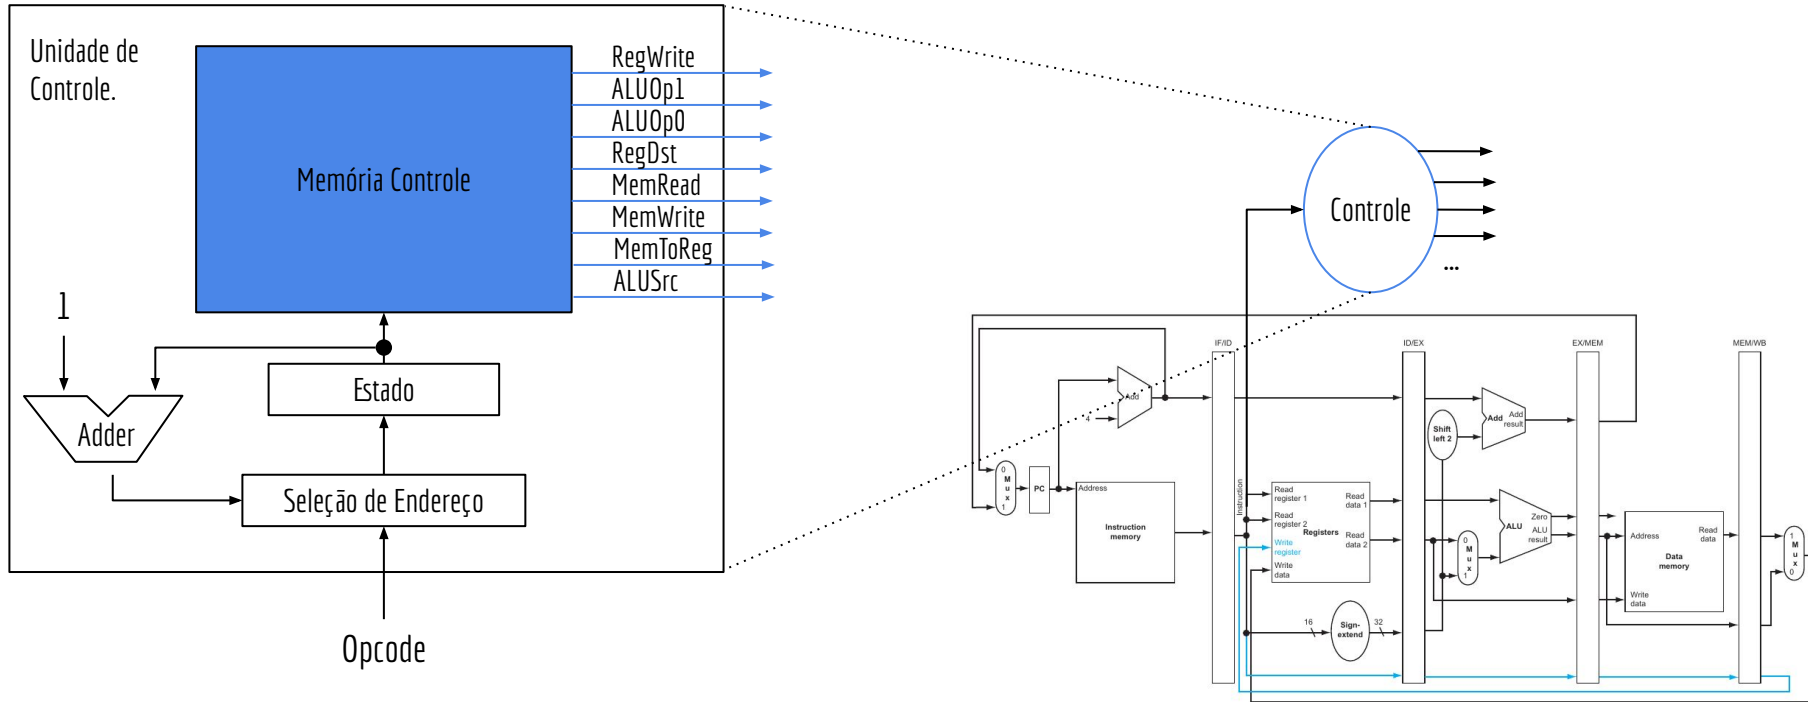 Unidade de
Controle.
Memória Controle
RegWrite
ALUOp1
ALUOp0
RegDst
MemRead
MemWrite
MemToReg
ALUSrc
1
Adder
Estado
Seleção de Endereço
Opcode
Controle
...
IF/ID
ID/EX
EX/MEM
MEM/WB
Add
4
0
M
u
x
1
PC
Address
Instruction
memory
Instruction
Read
register 1
Read
register 2
Write
register
Write
data
Registers
Read
data 1
Read
data 2
16
Sign-
extend
32
Shift
left 2
Add
Add
result
0
M
u
x
1
ALU
Zero
ALU
result
Address
Write
data
Data
memory
Read
data
1
M
u
x
0